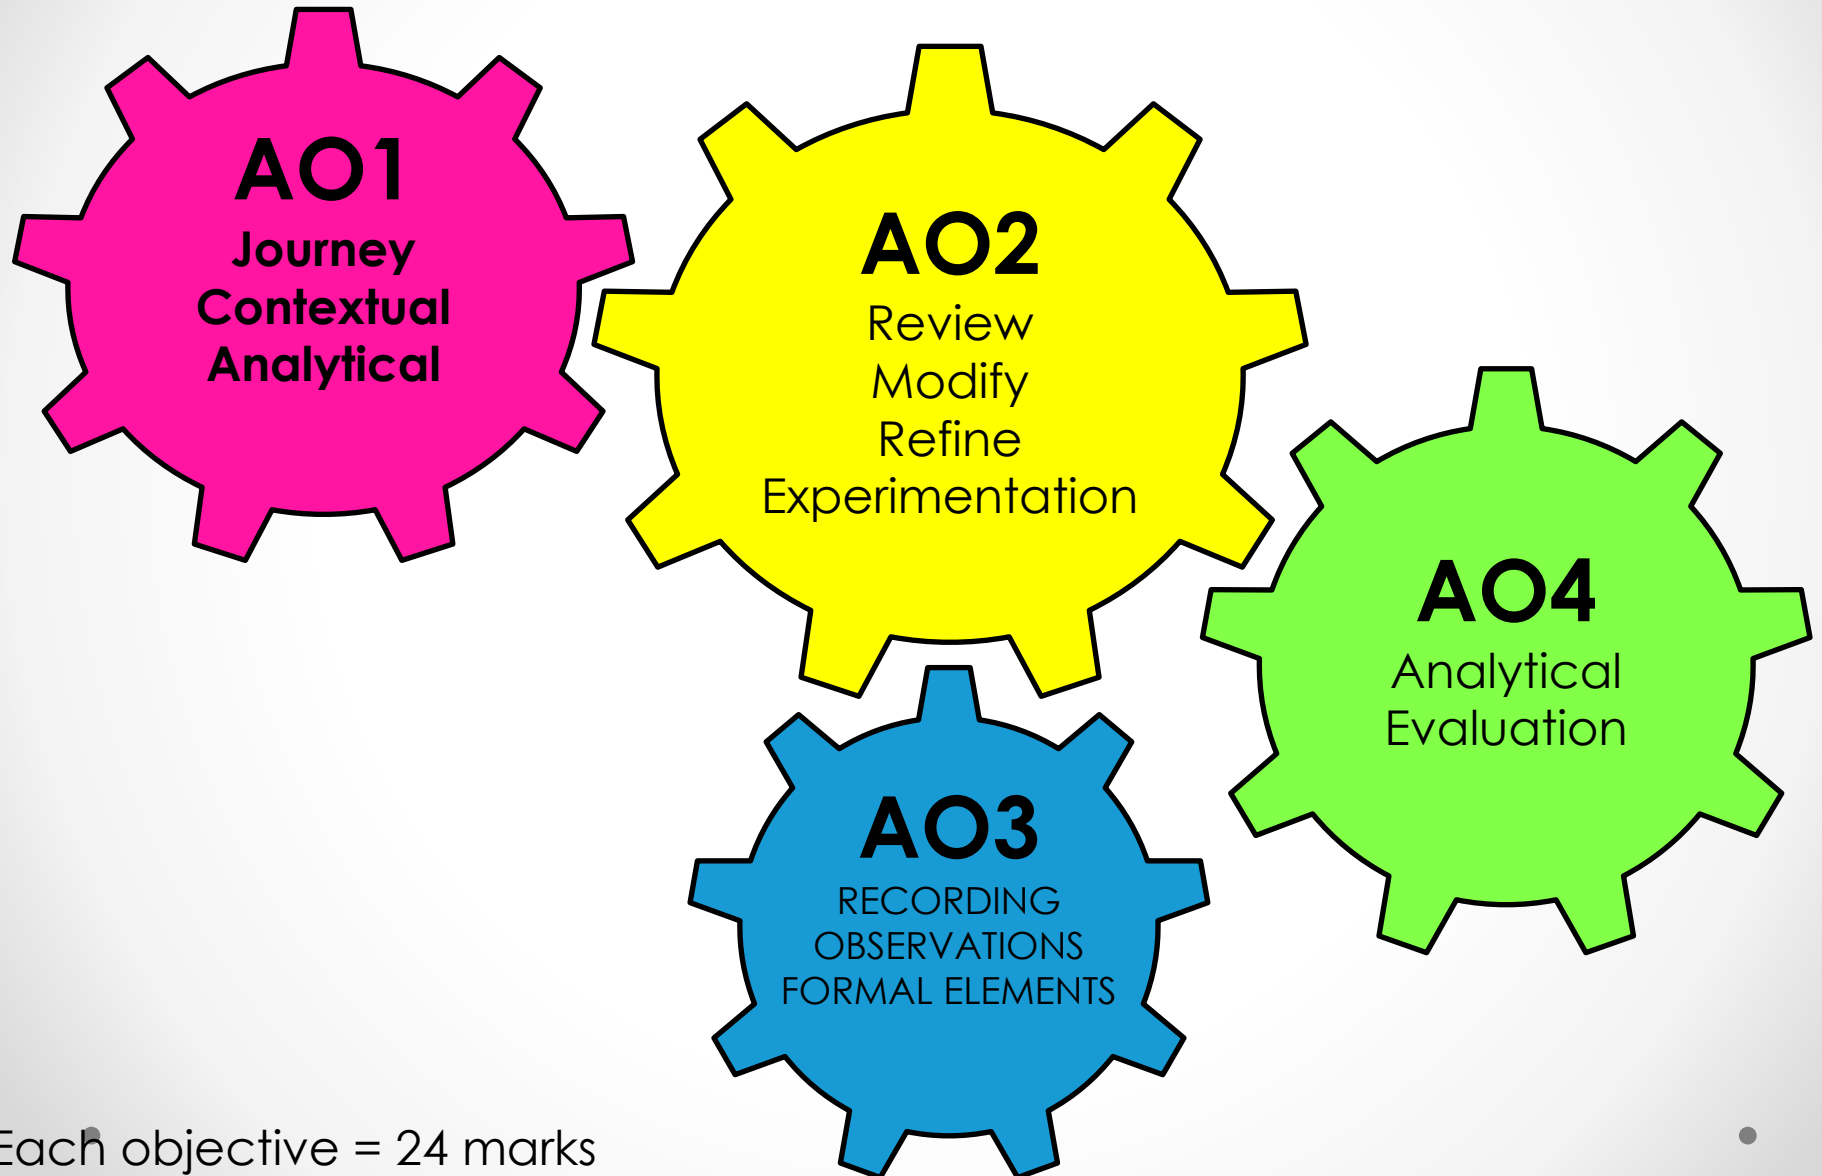 AO1
Journey
Contextual
Analytical
AO2
Review
Modify
Refine
Experimentation
AO3
RECORDING
OBSERVATIONS
FORMAL ELEMENTS
AO4
Analytical
Evaluation
Each objective = 24 marks